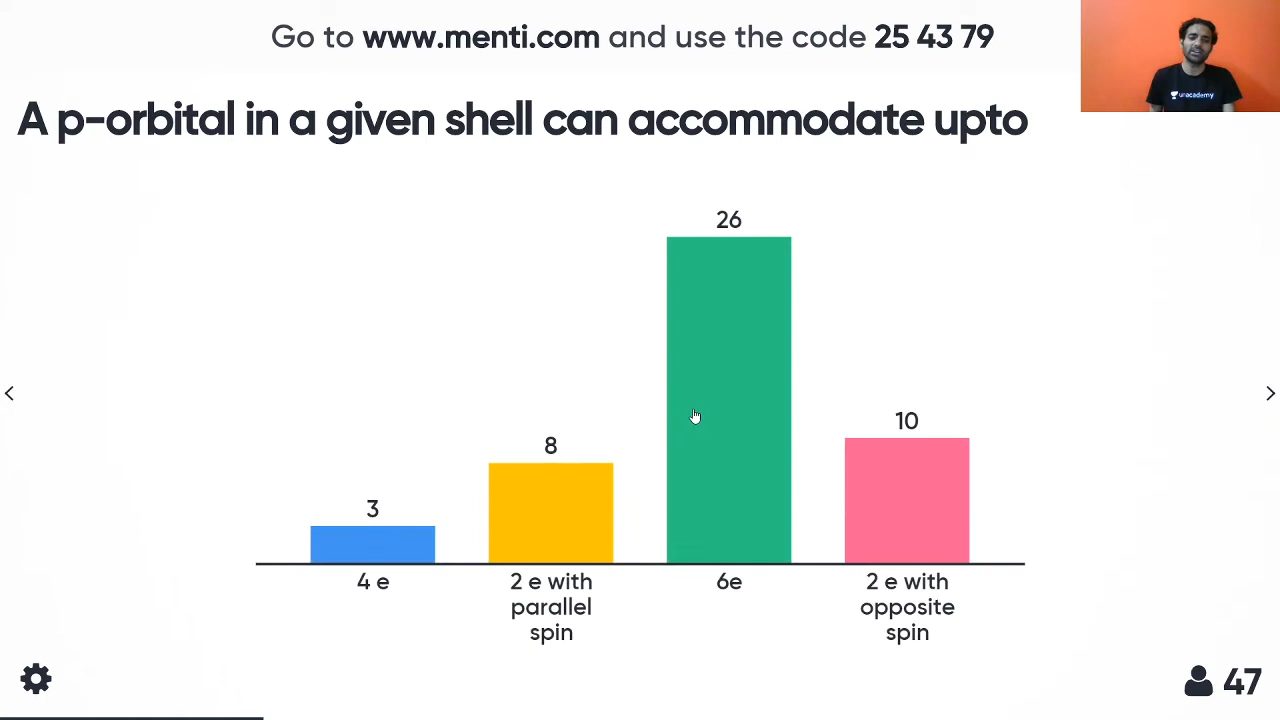 Go to www.menti.com and use the code 25 43 79
unacademy
A p-orbital in a given shell can accommodate upto
26
10
8
3
4 e
2 e with
parallel
spin
6e
2 e with
opposite
spin
47